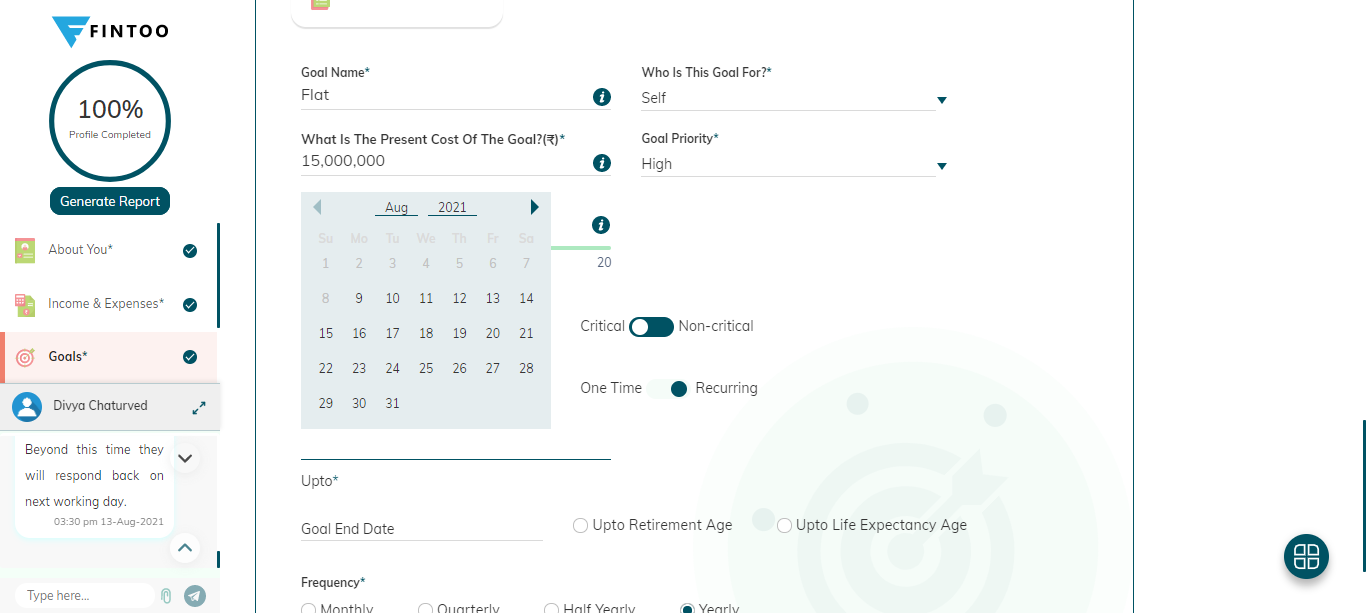 FINTOO
100%
Profile Completed
Generate Report
About You*
Income & Expenses*
Goals*
Divya Chaturved
Beyond this time they
will respond back on
next working day.
03:30 pm 13-Aug-2021
Type here...
Goal Name*
Flat
Who Is This Goal For?*
Self
What Is The Present Cost Of The Goal?(₹)*
15,000,000
Goal Priority*
High
Aug 2021
Su Mo Tu We Th Fr Sa
1 2 3 4 5 6 7
8 9 10 11 12 13 14
15 16 17 18 19 20 21
22 23 24 25 26 27 28
29 30 31
20
Critical Non-critical
One Time Recurring
Upto*
Goal End Date
Upto Retirement Age Upto Life Expectancy Age
Frequency*
Monthly Quarterly Half Yearly Yearly